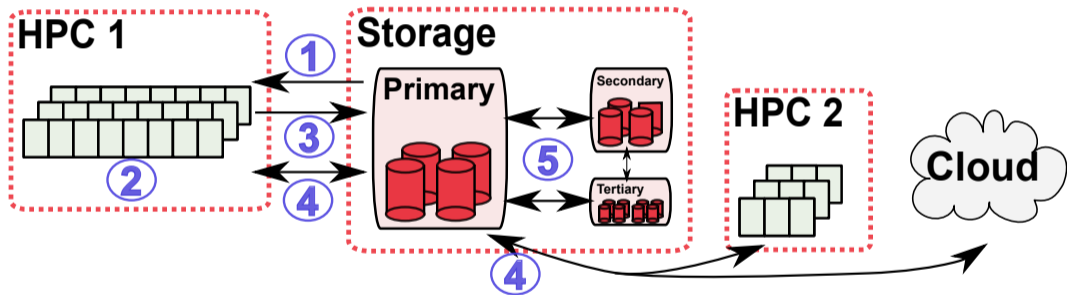 HPC 1
Storage
1
Primary
Secondary
HPC 2
3
Cloud
5
2
4
Tertiary
4